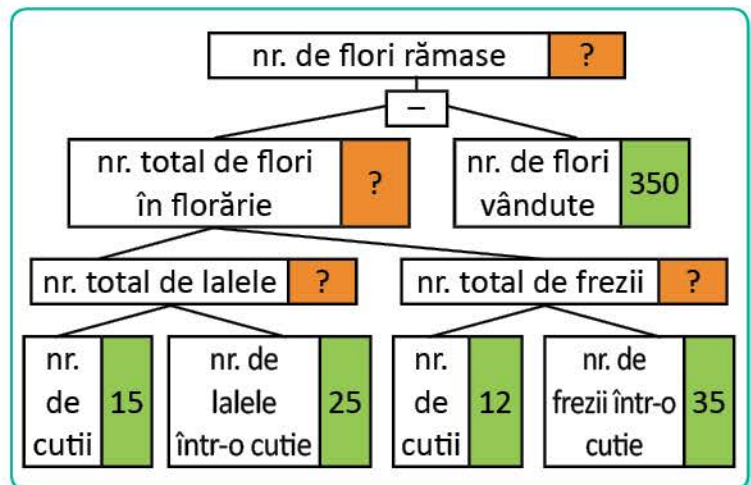 nr. de flori rămase ?
–
nr. total de flori
în florărie
?
nr. de flori
vândute
350
nr. total de lalele ?
nr. total de frezii ?
nr.
de
cutii
15
nr. de
lalele
într-o cutie
25
nr.
de
cutii
12
nr. de
frezii într-o
cutie
35